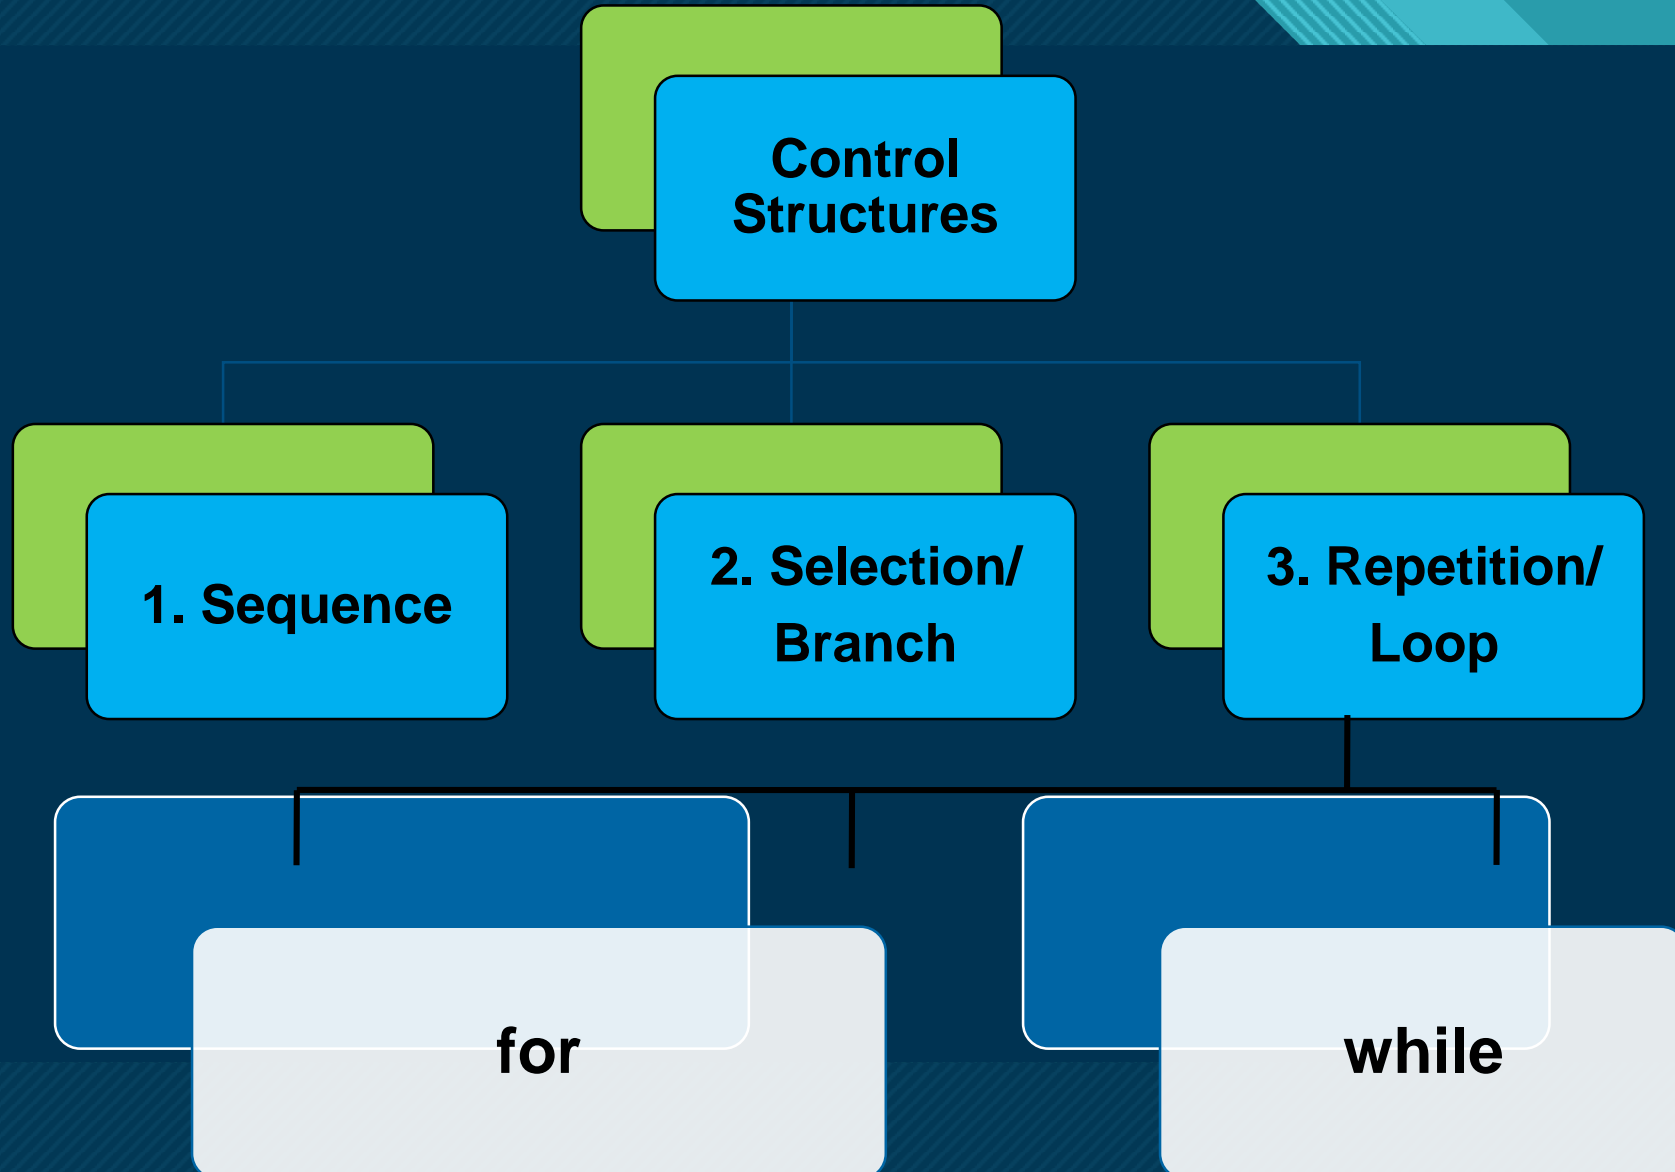 Control
Structures
1. Sequence
2. Selection/
Branch
3. Repetition/
Loop
for
while